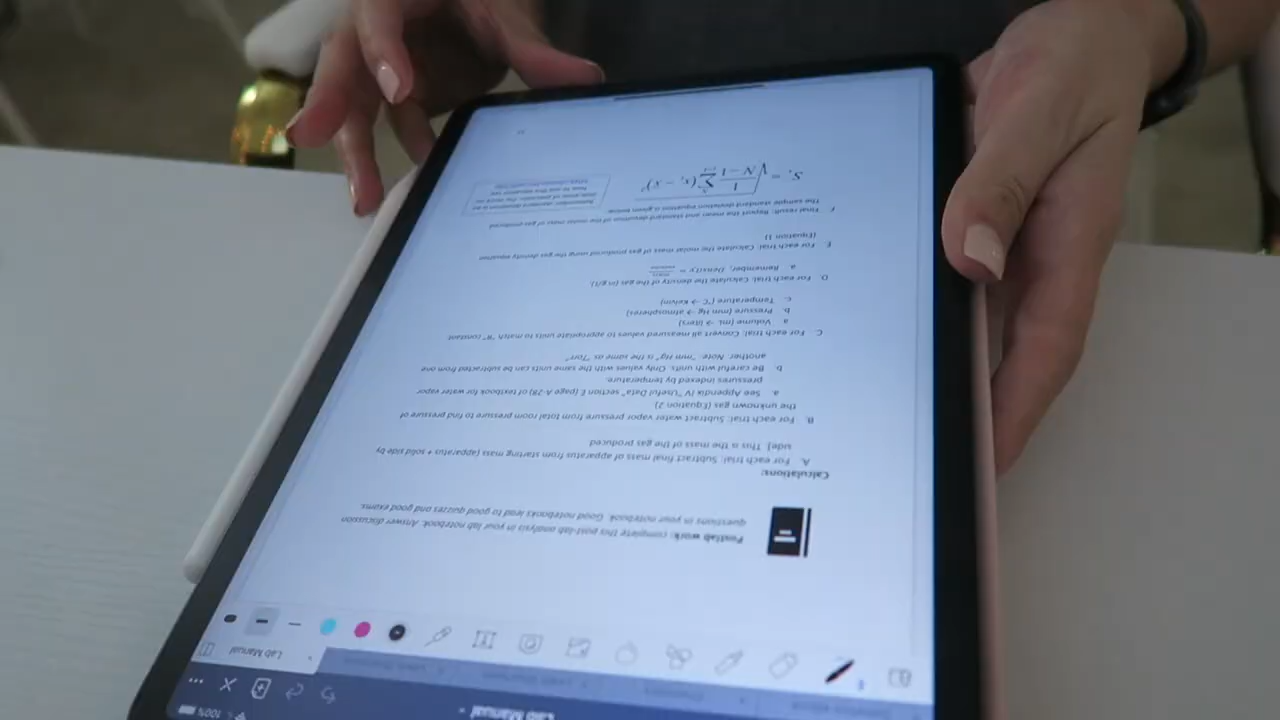 100%
Lab Manual
Lab Manual
Postlab work: complete this post-lab analysis in your lab notebook. Answer discussion
questions in your notebook. Good notebooks lead to good quizzes and good exams.
Calculations:
A. For each trial: Subtract final mass of apparatus from starting mass (apparatus + solid side by
side). This is the mass of the gas produced
B. For each trial: Subtract water vapor pressure from total room pressure to find pressure of
the unknown gas (Equation 2)
a. See Appendix IV "Useful Data" section E (page A-28) of textbook for water vapor
pressures indexed by temperature.
b. Be careful with units. Only values with the same units can be subtracted from one
another. Note: "mm Hg" is the same as "Torr"
C. For each trial: Convert all measured values to appropriate units to match "R" constant
a. Volume (mL -> liters)
b. Pressure (mm Hg -> atmospheres)
c. Temperature (°C -> Kelvin)
D. For each trial: Calculate the density of the gas (in g/L)
a. Remember, Density = mass/volume
E. For each trial: Calculate the molar mass of gas produced using the gas density equation
(Equation 1)
F. Final result: Report the mean and standard deviation of the molar mass of gas produced
The sample standard deviation equation is given below